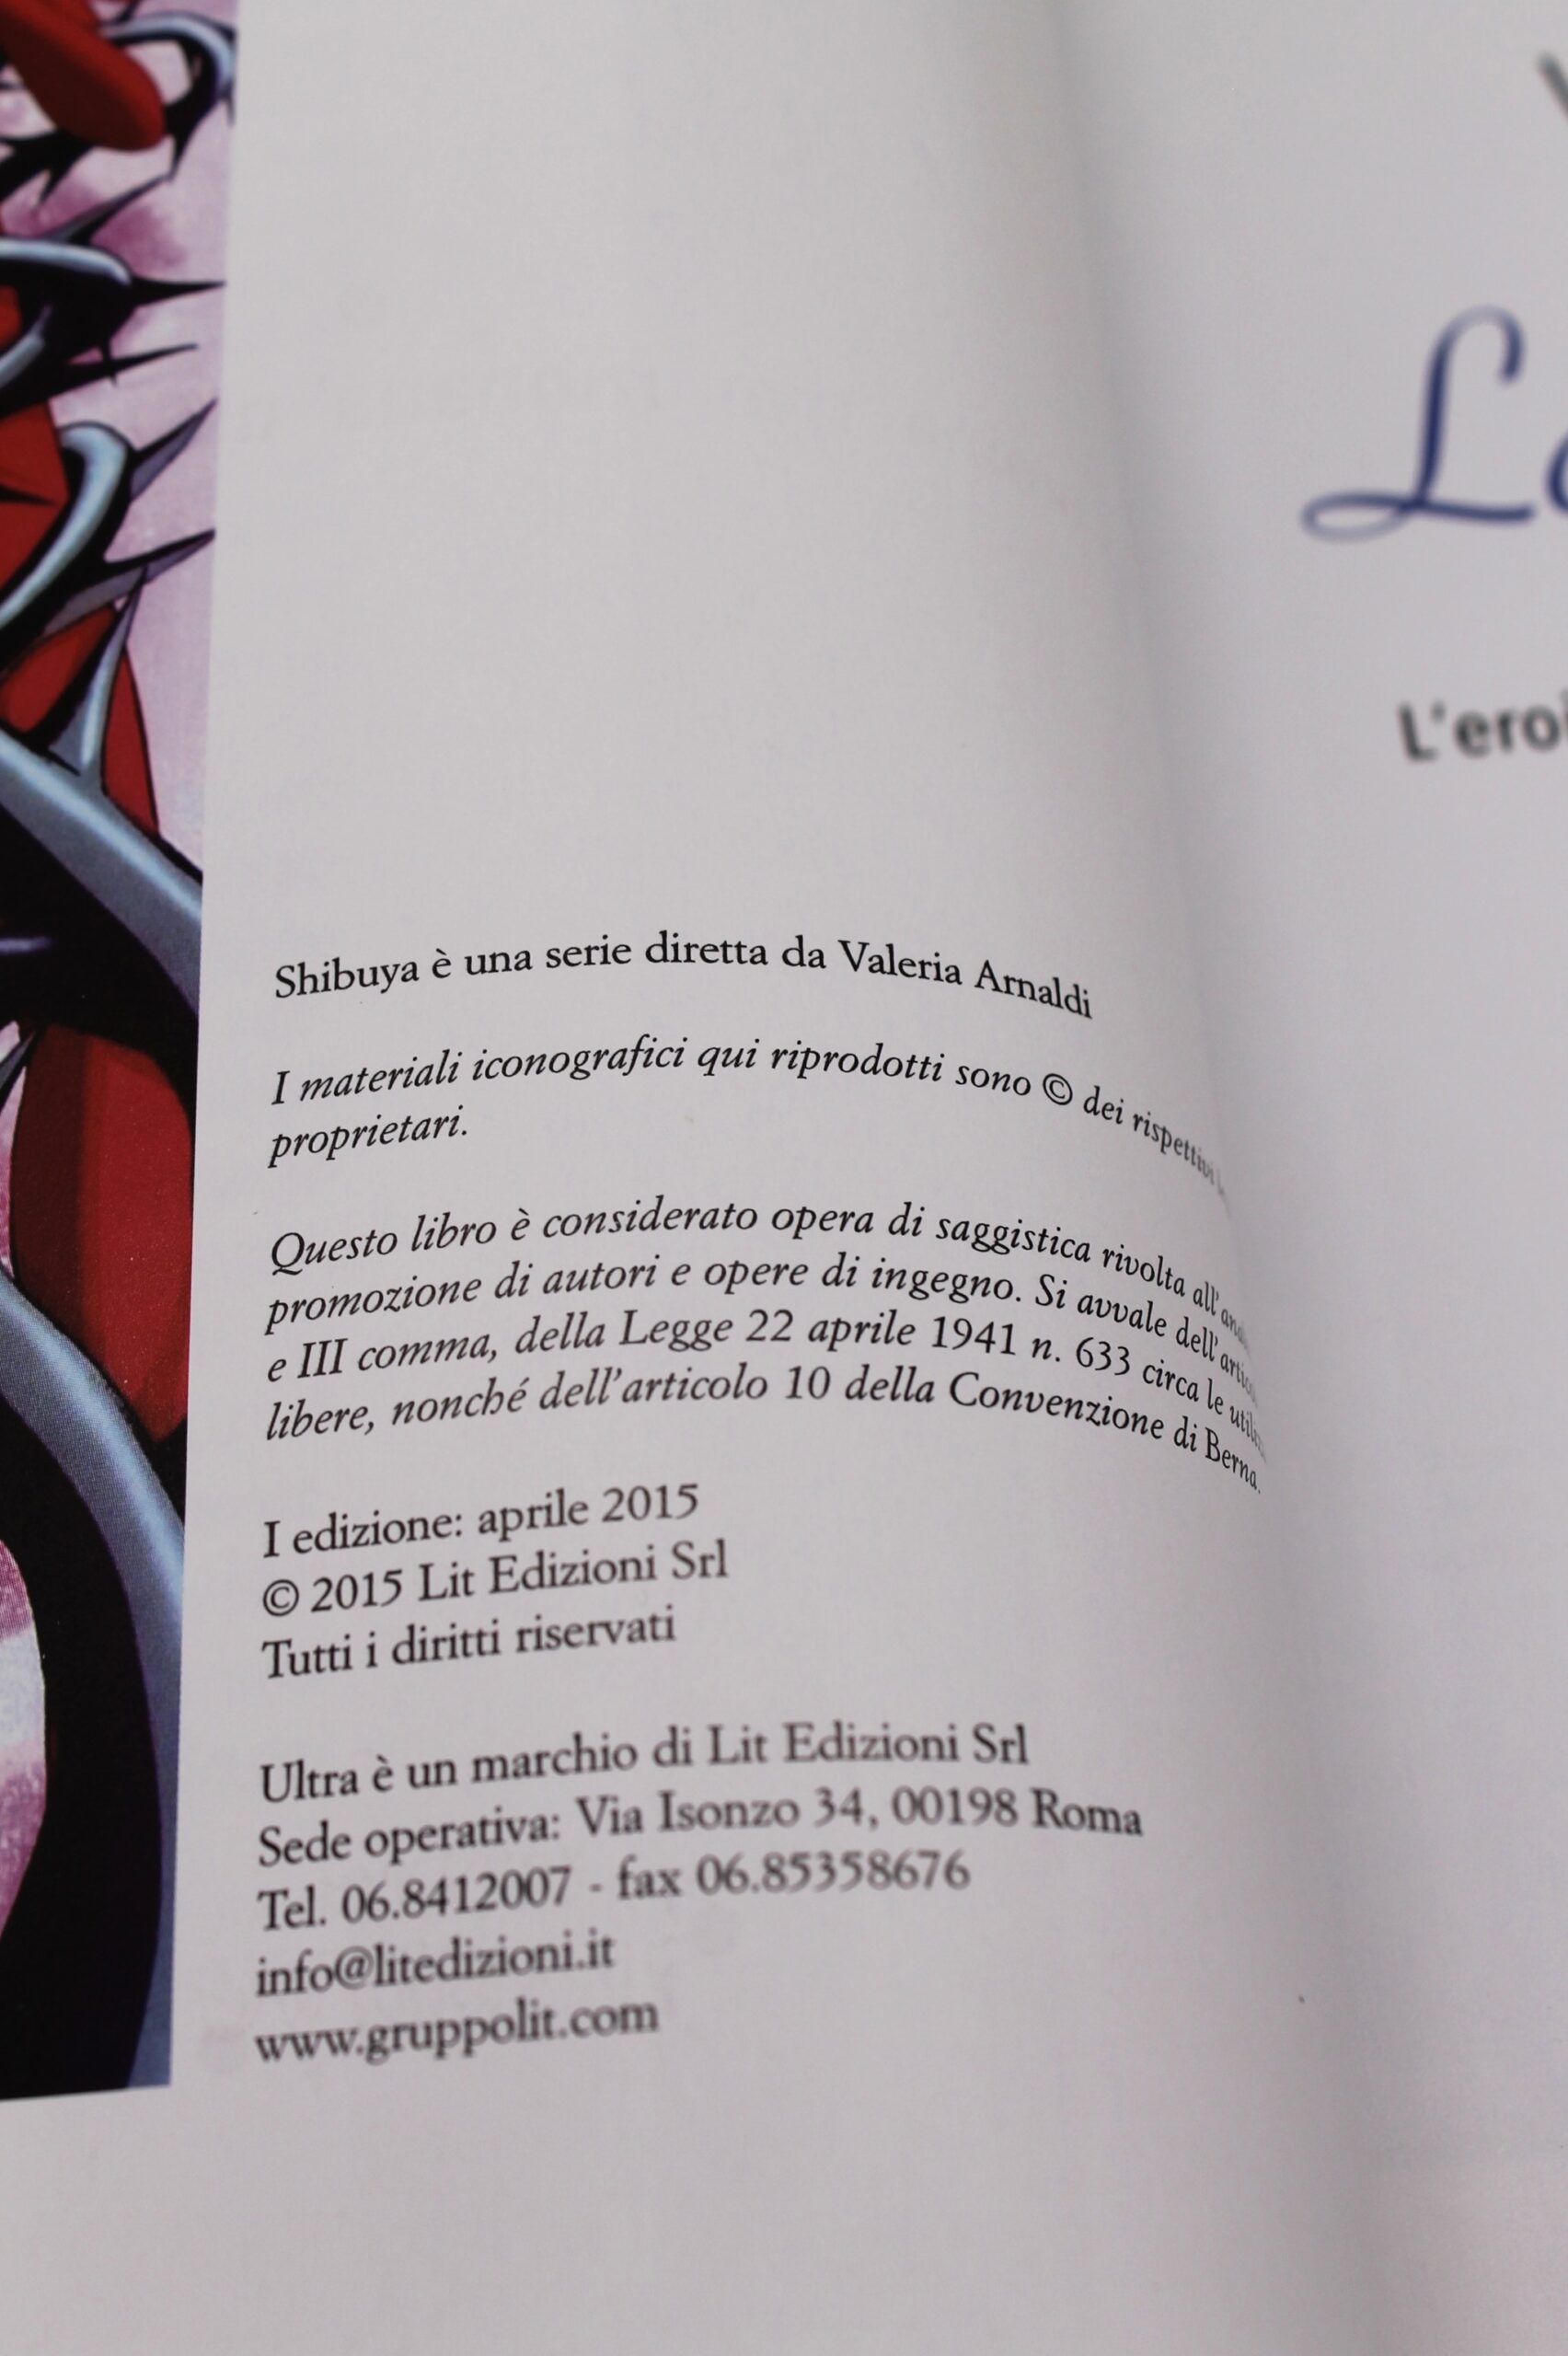 Shibuya è una serie diretta da Valeria Arnaldi
I materiali iconografici qui riprodotti sono © dei rispettivi
proprietari.
Questo libro è considerato opera di saggistica rivolta all'
promozione di autori e opere di ingegno. Si avvale dell'
e III comma, della Legge 22 aprile 1941 n. 633 circa le
libere, nonché dell'articolo 10 della Convenzione di Berna.
I edizione: aprile 2015
© 2015 Lit Edizioni Srl
Tutti i diritti riservati
Ultra è un marchio di Lit Edizioni Srl
Sede operativa: Via Isonzo 34, 00198 Roma
Tel. 06.8412007 - fax 06.85358676
info@litedizioni.it
www.gruppolit.com
L'eroi